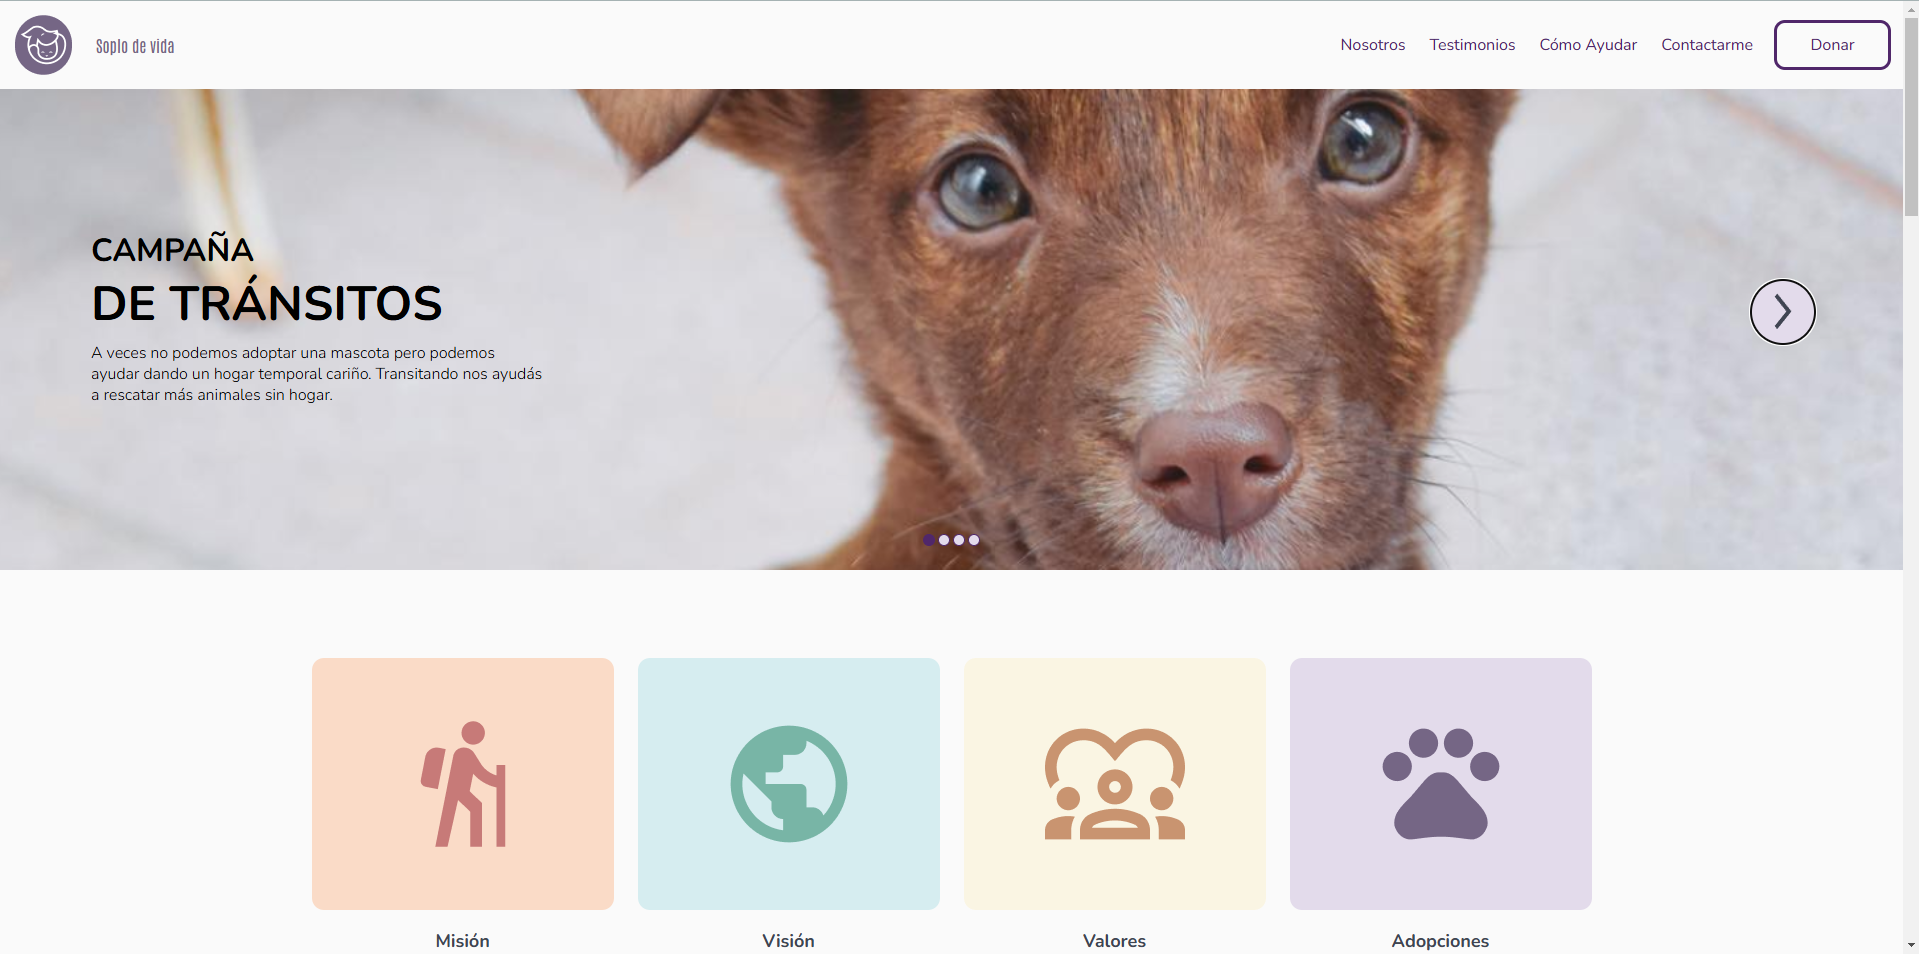 Soplo de vida
Nosotros
Testimonios
Cómo Ayudar
Contactarme
Donar
CAMPAÑA
DE TRÁNSITOS
A veces no podemos adoptar una mascota pero podemos
ayudar dando un hogar temporal cariño. Transitando nos ayudás
a rescatar más animales sin hogar.
Misión
Visión
Valores
Adopciones